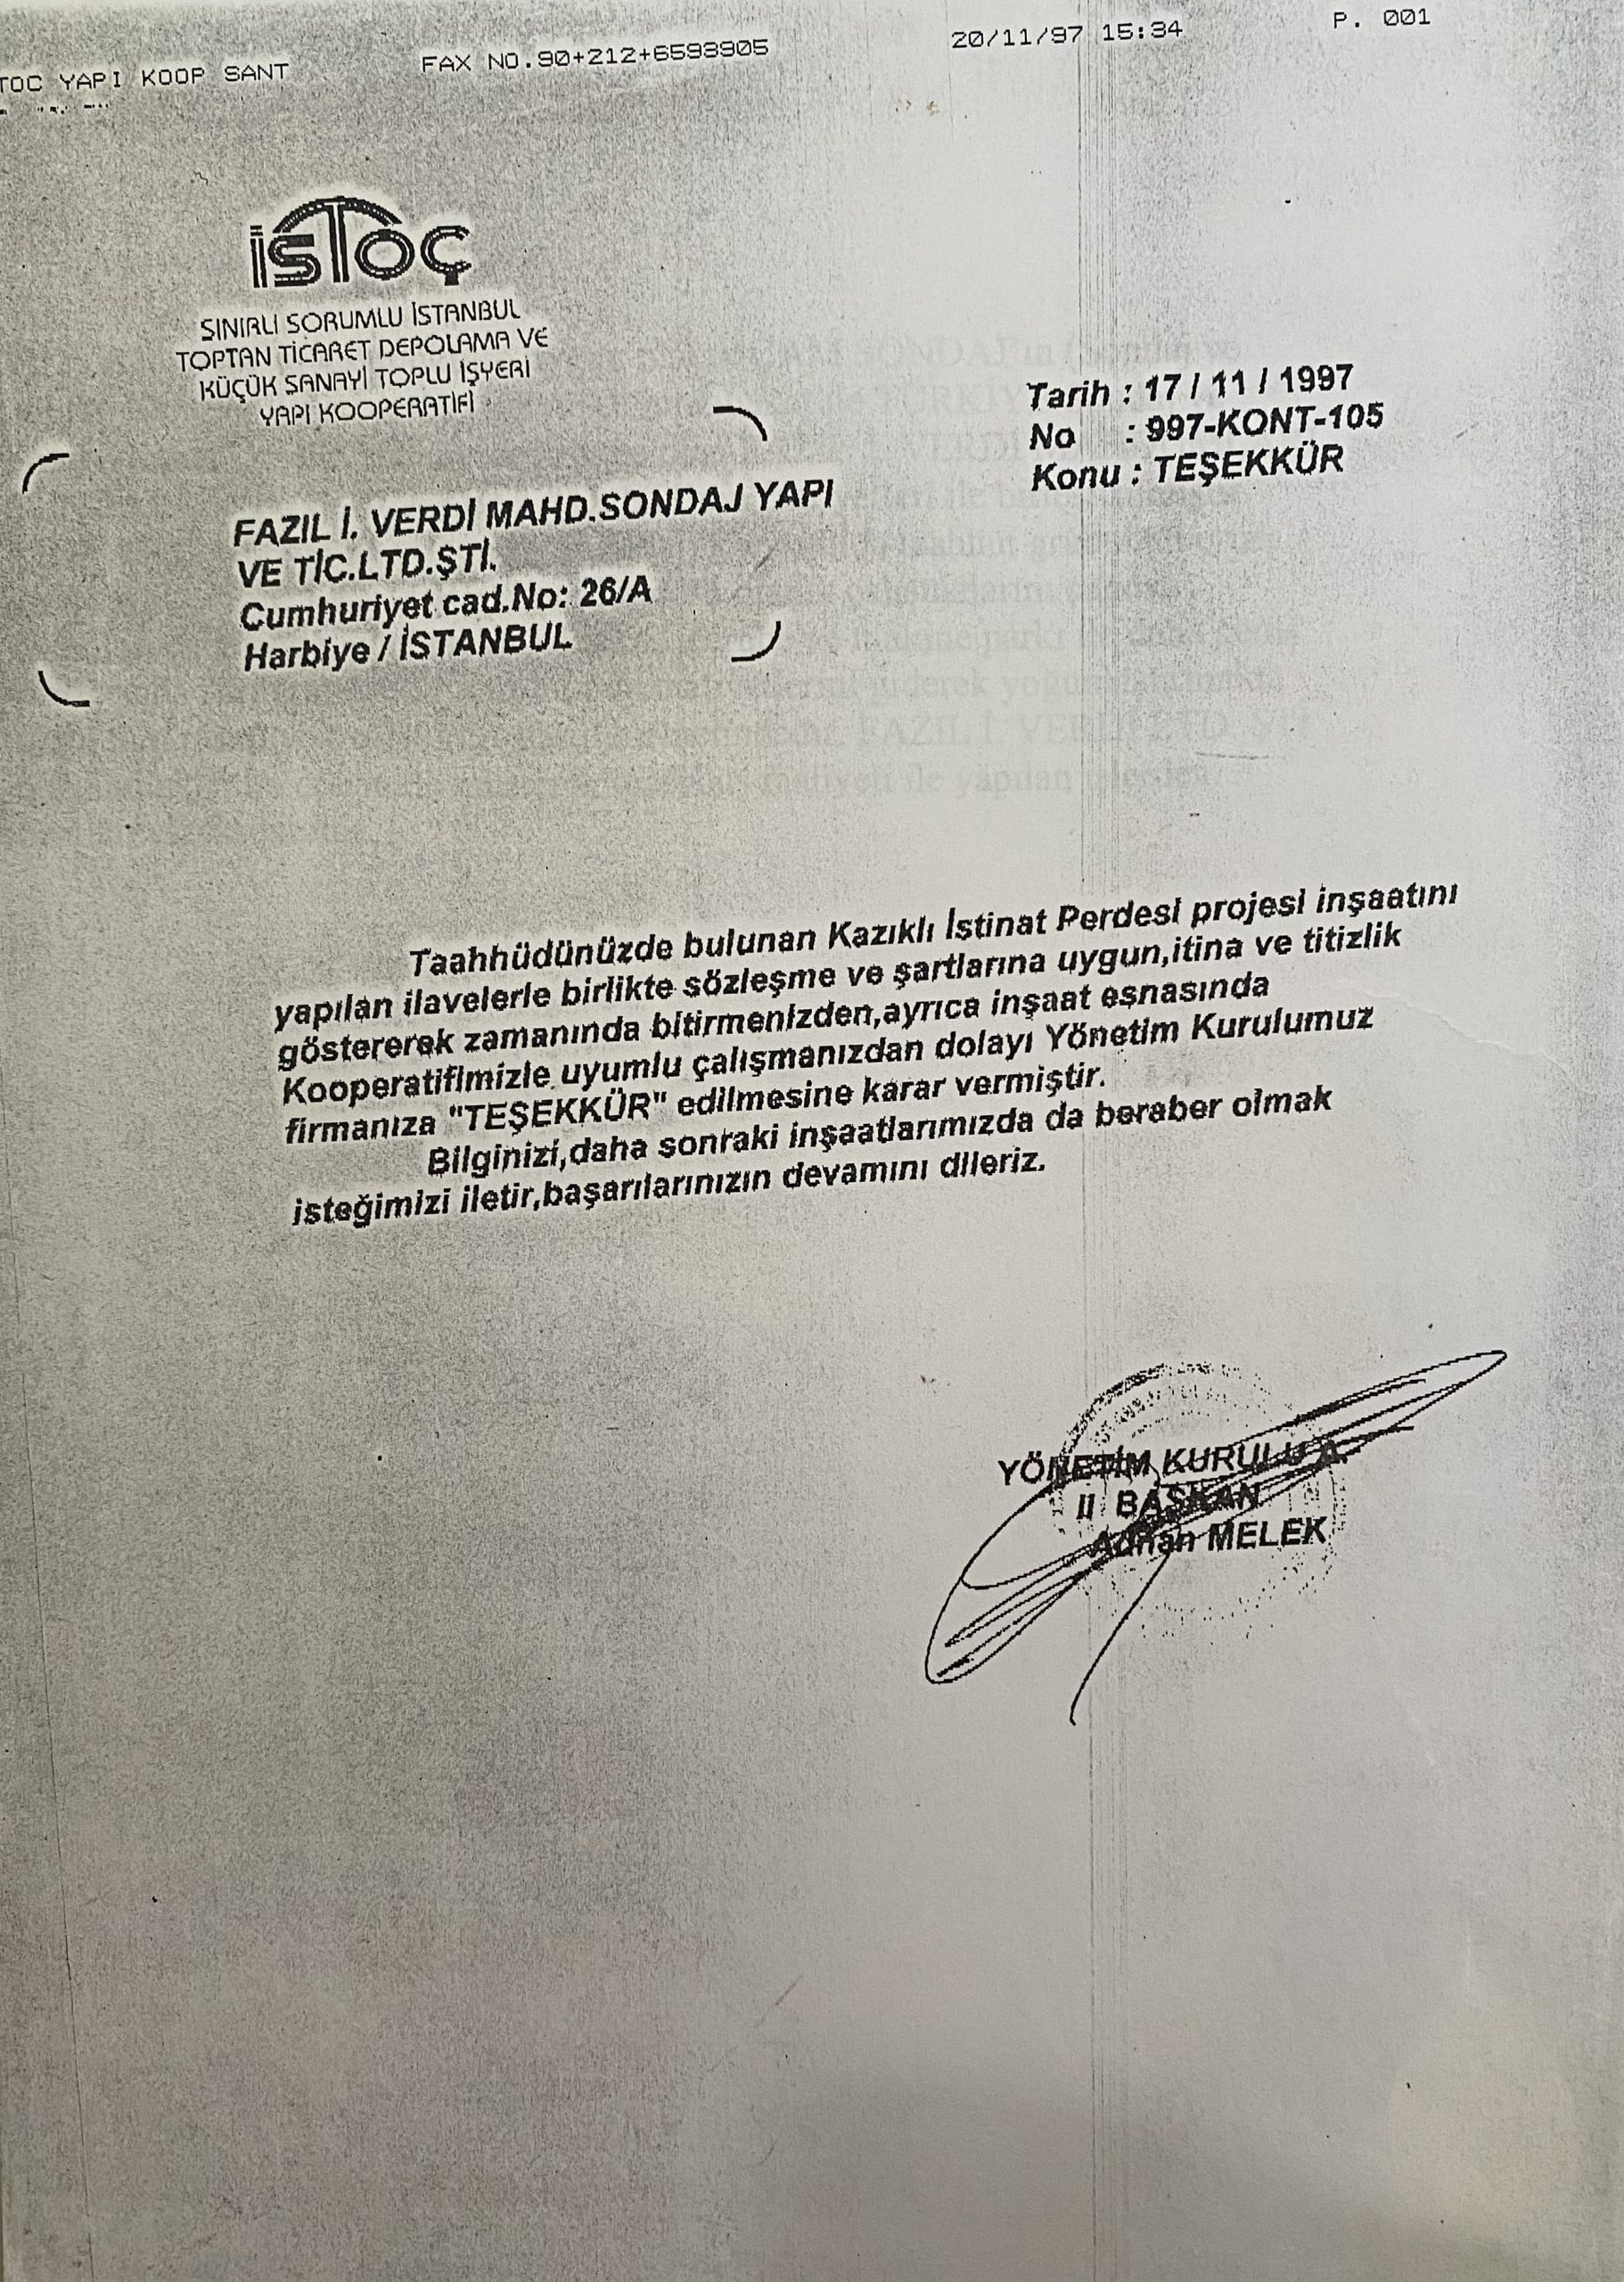 TOC YAPI KOOP SANT FAX NO.90+212+6593905 20/11/97 15:34 P. 001
İSTOÇ
SINIRLI SORUMLU İSTANBUL
TOPTAN TİCARET DEPOLAMA VE
KÜÇÜK SANAYİ TOPLU İŞYERİ
YAPI KOOPERATİFİ
Tarih : 17 / 11 / 1997
No : 997-KONT-105
Konu : TEŞEKKÜR
FAZIL İ. VERDİ MAHD.SONDAJ YAPI
VE TİC.LTD.ŞTİ.
Cumhuriyet cad.No: 26/A
Harbiye / İSTANBUL
Taahhüdünüzde bulunan Kazıklı İstinat Perdesi projesi inşaatını
yapılan ilavelerle birlikte sözleşme ve şartlarına uygun,itina ve titizlik
göstererek zamanında bitirmenizden,ayrıca inşaat esnasında
Kooperatifimizle uyumlu çalışmanızdan dolayı Yönetim Kurulumuz
firmanıza "TEŞEKKÜR" edilmesine karar vermiştir.
Bilginizi,daha sonraki inşaatlarımızda da beraber olmak
isteğimizi iletir,başarılarınızın devamını dileriz.
YÖNETİM KURULU A.
II BAŞKAN
Adnan MELEK